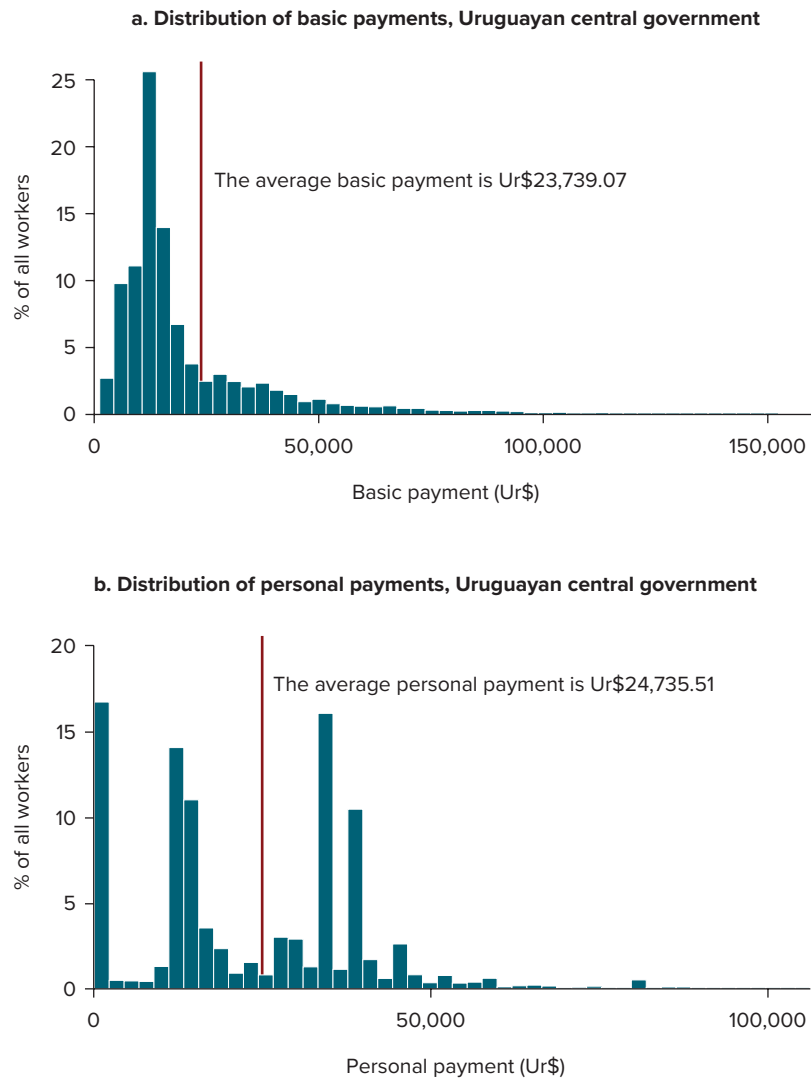 a. Distribution of basic payments, Uruguayan central government
25
20
15
10
5
0
% of all workers
The average basic payment is Ur$23,739.07
0 50,000 100,000 150,000
Basic payment (Ur$)
b. Distribution of personal payments, Uruguayan central government
20
15
10
5
0
% of all workers
The average personal payment is Ur$24,735.51
0 50,000 100,000
Personal payment (Ur$)